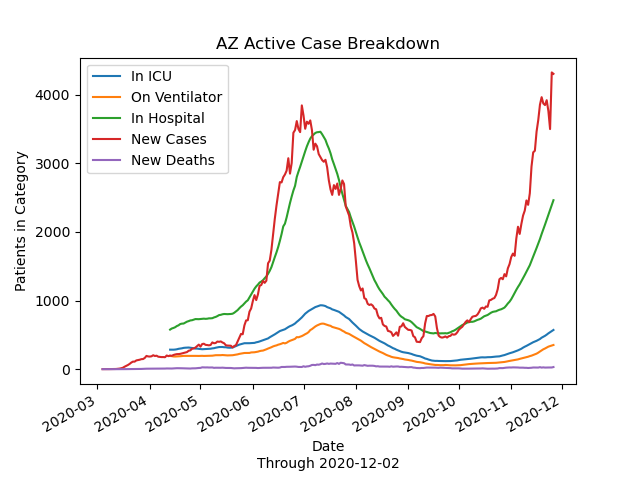 AZ Active Case Breakdown
In ICU
On Ventilator
In Hospital
New Cases
New Deaths
Patients in Category
4000
3000
2000
1000
0
2020-03
2020-04
2020-05
2020-06
2020-07
2020-08
2020-09
2020-10
2020-11
2020-12
Date
Through 2020-12-02